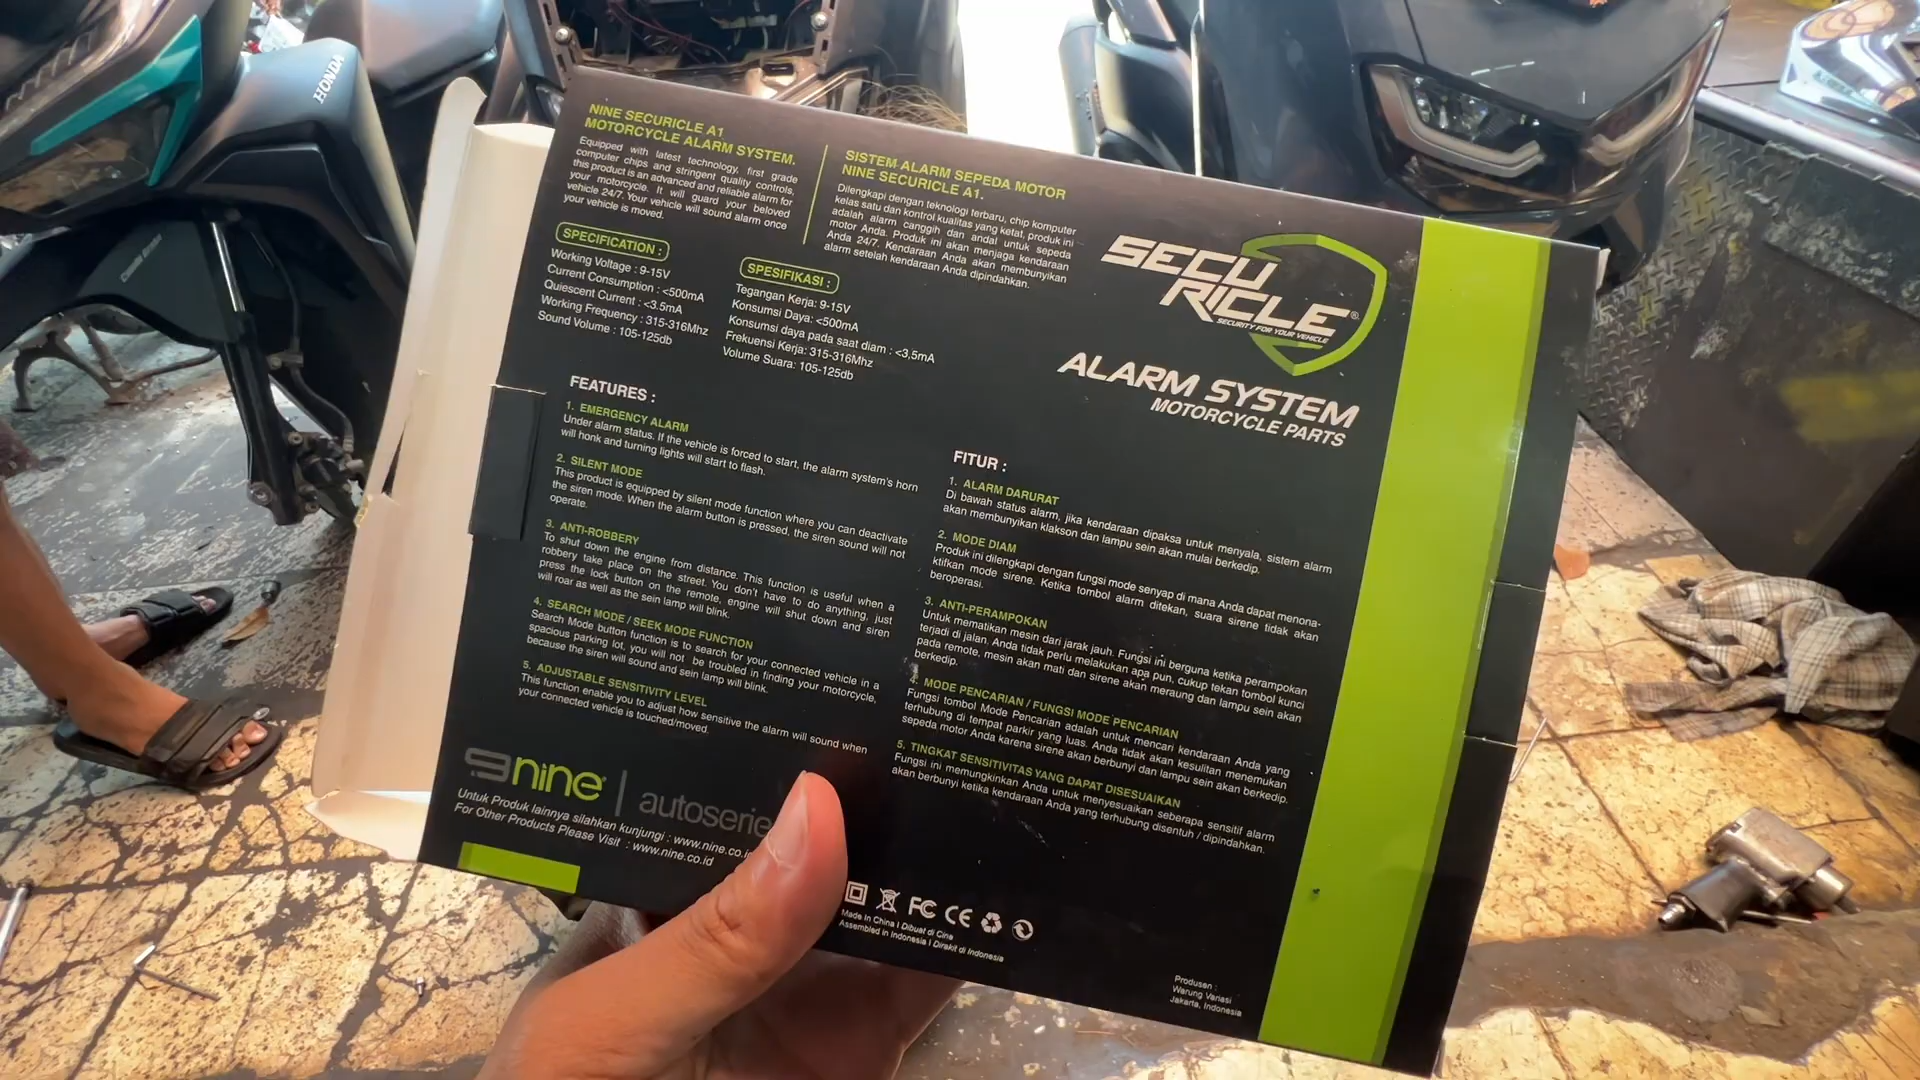 HONDA
NINE SECURICLE A1
MOTORCYCLE ALARM SYSTEM.
Equipped with latest technology, first grade
computer chips and stringent quality controls,
this product is an advanced and reliable alarm for
your motorcycle. It will guard your beloved
vehicle 24/7. Your vehicle will sound alarm once
your vehicle is moved.
SPECIFICATION :
Working Voltage : 9-15V
Current Consumption : <500mA
Quiescent Current : <3.5mA
Working Frequency : 315-316Mhz
Sound Volume : 105-125db
SISTEM ALARM SEPEDA MOTOR
NINE SECURICLE A1.
Dilengkapi dengan teknologi terbaru, chip komputer
kelas satu dan kontrol kualitas yang ketat, produk ini
adalah alarm canggih dan andal untuk sepeda
motor Anda. Produk ini akan menjaga kendaraan
Anda 24/7. Kendaraan Anda akan membunyikan
alarm setelah kendaraan Anda dipindahkan.
SPESIFIKASI :
Tegangan Kerja: 9-15V
Konsumsi Daya: <500mA
Konsumsi daya pada saat diam : <3,5mA
Frekuensi Kerja: 315-316Mhz
Volume Suara: 105-125db
SECU
RICLE®
SECURITY FOR YOUR VEHICLE
ALARM SYSTEM
MOTORCYCLE PARTS
FEATURES :
1. EMERGENCY ALARM
Under alarm status. If the vehicle is forced to start, the alarm system's horn
will honk and turning lights will start to flash.
2. SILENT MODE
This product is equipped by silent mode function where you can deactivate
the siren mode. When the alarm button is pressed, the siren sound will not
operate.
3. ANTI-ROBBERY
To shut down the engine from distance. This function is useful when a
robbery take place on the street. You don't have to do anything, just
press the lock button on the remote, engine will shut down and siren
will roar as well as the sein lamp will blink.
4. SEARCH MODE / SEEK MODE FUNCTION
Search Mode button function is to search for your connected vehicle in a
spacious parking lot, you will not be troubled in finding your motorcycle,
because the siren will sound and sein lamp will blink.
5. ADJUSTABLE SENSITIVITY LEVEL
This function enable you to adjust how sensitive the alarm will sound when
your connected vehicle is touched/moved.
FITUR :
1. ALARM DARURAT
Di bawah status alarm, jika kendaraan dipaksa untuk menyala, sistem alarm
akan membunyikan klakson dan lampu sein akan mulai berkedip.
2. MODE DIAM
Produk ini dilengkapi dengan fungsi mode senyap di mana Anda dapat menona-
ktifkan mode sirene. Ketika tombol alarm ditekan, suara sirene tidak akan
beroperasi.
3. ANTI-PERAMPOKAN
Untuk mematikan mesin dari jarak jauh. Fungsi ini berguna ketika perampokan
terjadi di jalan. Anda tidak perlu melakukan apa pun, cukup tekan tombol kunci
pada remote, mesin akan mati dan sirene akan meraung dan lampu sein akan
berkedip.
4. MODE PENCARIAN / FUNGSI MODE PENCARIAN
Fungsi tombol Mode Pencarian adalah untuk mencari kendaraan Anda yang
terhubung di tempat parkir yang luas. Anda tidak akan kesulitan menemukan
sepeda motor Anda karena sirene akan berbunyi dan lampu sein akan berkedip.
5. TINGKAT SENSITIVITAS YANG DAPAT DISESUAIKAN
Fungsi ini memungkinkan Anda untuk menyesuaikan seberapa sensitif alarm
akan berbunyi ketika kendaraan Anda yang terhubung disentuh / dipindahkan.
nine | autoserie
Untuk Produk lainnya silahkan kunjungi : www.nine.co.i
For Other Products Please Visit : www.nine.co.id
FC CE
Made In China | Dibuat di Cina
Assembled in Indonesia | Dirakit di Indonesia
Produsen :
Warung Variasi
Jakarta, Indonesia